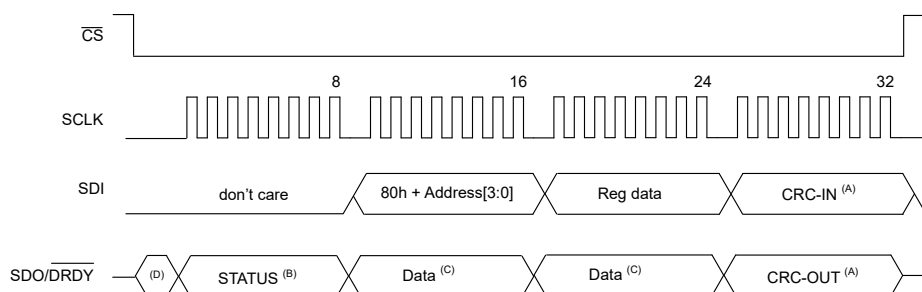 CS
8 16 24 32
SCLK
SDI don't care 80h + Address[3:0] Reg data CRC-IN (A)
SDO/DRDY (D) STATUS (B) Data (C) Data (C) CRC-OUT (A)